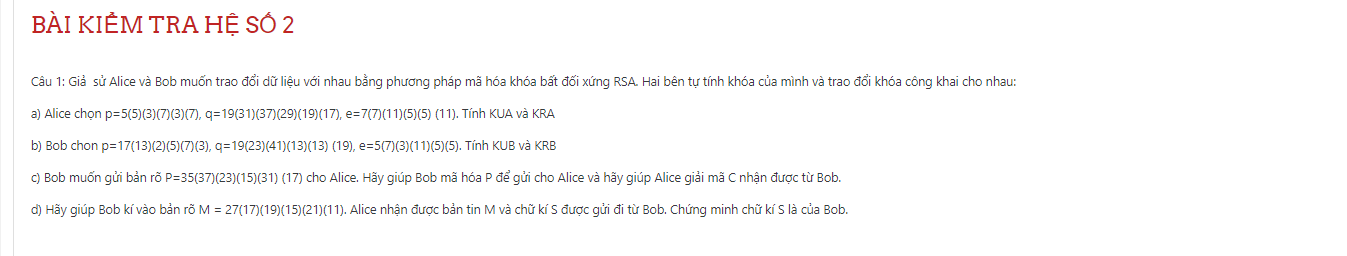 BÀI KIỂM TRA HỆ SỐ 2
Câu 1: Giả sử Alice và Bob muốn trao đổi dữ liệu với nhau bằng phương pháp mã hóa khóa bất đối xứng RSA. Hai bên tự tính khóa của mình và trao đổi khóa công khai cho nhau:
a) Alice chọn p=5(5)(3)(7)(3)(7), q=19(31)(37)(29)(19)(17), e=7(7)(11)(5)(5) (11). Tính KUA và KRA
b) Bob chon p=17(13)(2)(5)(7)(3), q=19(23)(41)(13)(13) (19), e=5(7)(3)(11)(5)(5). Tính KUB và KRB
c) Bob muốn gửi bản rõ P=35(37)(23)(15)(31) (17) cho Alice. Hãy giúp Bob mã hóa P để gửi cho Alice và hãy giúp Alice giải mã C nhận được từ Bob.
d) Hãy giúp Bob kí vào bản rõ M = 27(17)(19)(15)(21)(11). Alice nhận được bản tin M và chữ kí S được gửi đi từ Bob. Chứng minh chữ kí S là của Bob.